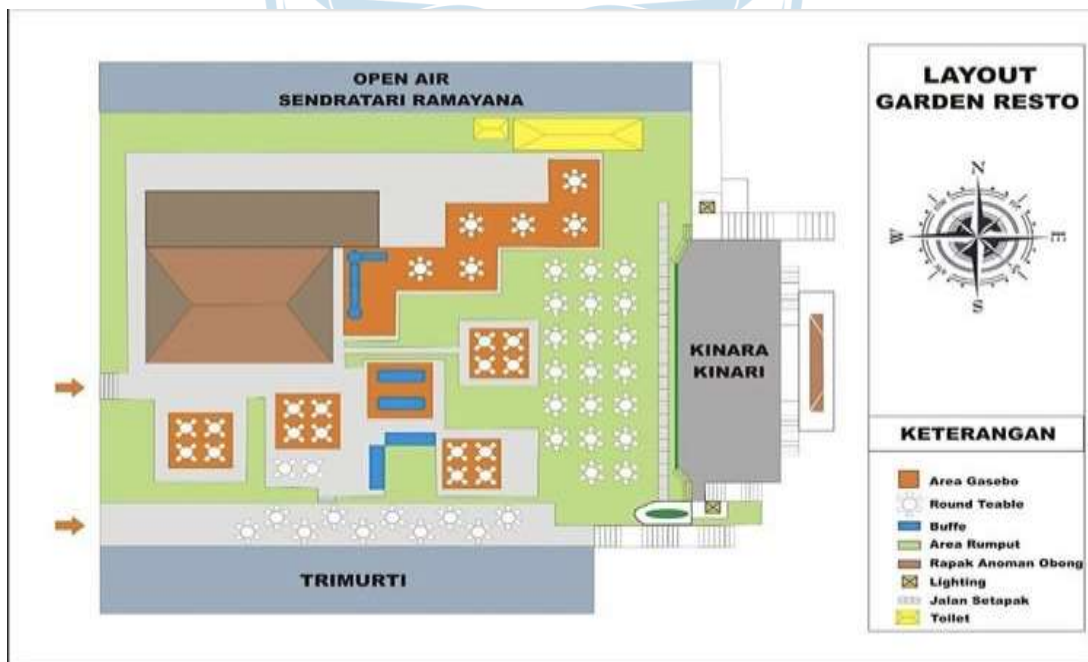 OPEN AIR
SENDRATARI RAMAYANA
KINARA
KINARI
TRIMURTI
LAYOUT
GARDEN RESTO
N
W
E
S
KETERANGAN
Area Gasebo
Round Teable
Buffe
Area Rumput
Rapak Anoman Obong
Lighting
Jalan Setapak
Toilet